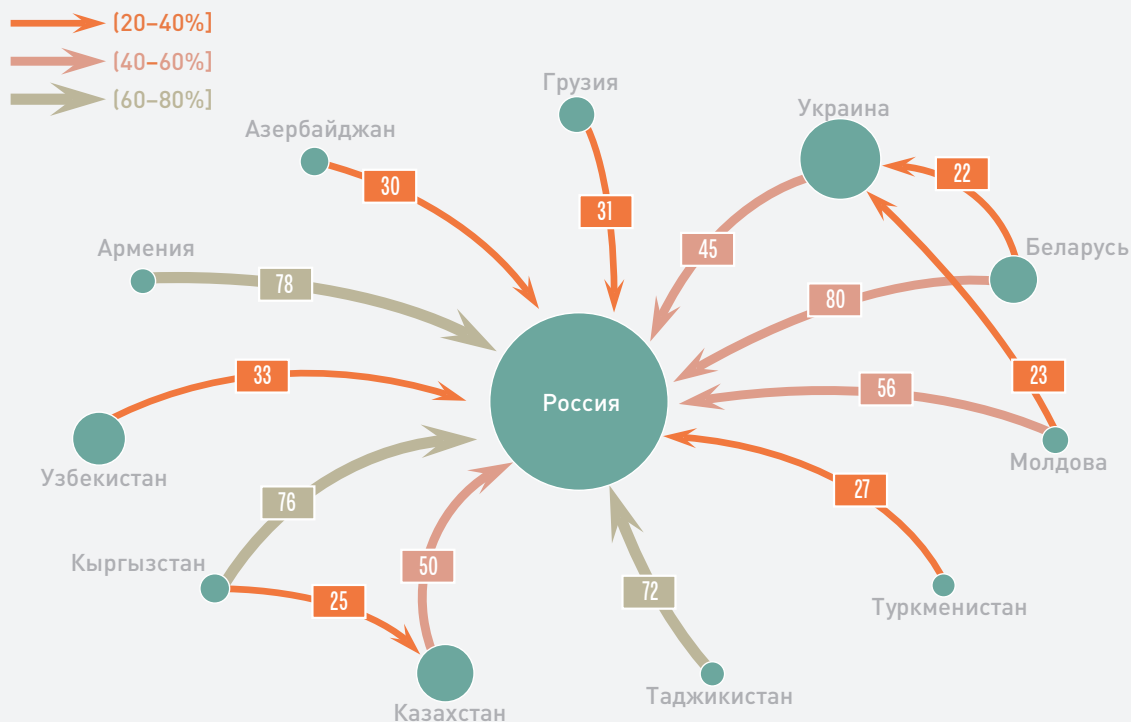 (20–40%]
(40–60%]
(60–80%]
Грузия
Украина
Азербайджан
22
30
31
Беларусь
Армения
45
78
80
33
23
56
Россия
Молдова
Узбекистан
27
76
Кыргызстан
50
72
25
Туркменистан
Таджикистан
Казахстан